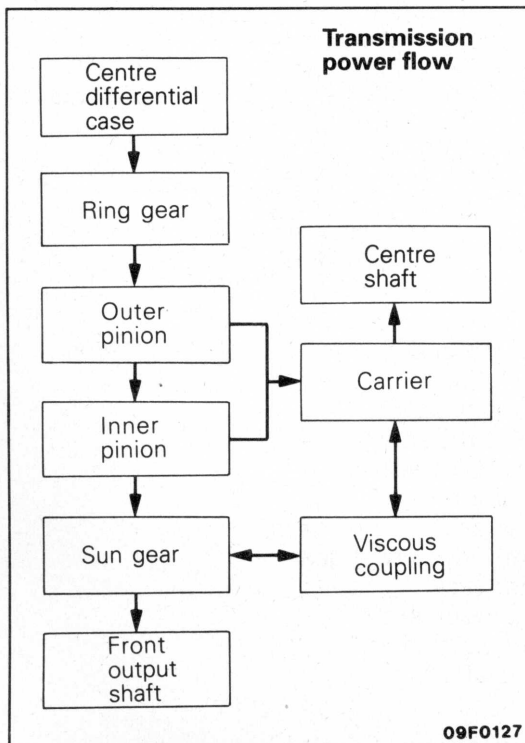 Transmission
power flow
Centre
differential
case
Ring gear
Outer
pinion
Inner
pinion
Sun gear
Front
output
shaft
Centre
shaft
Carrier
Viscous
coupling
09F0127